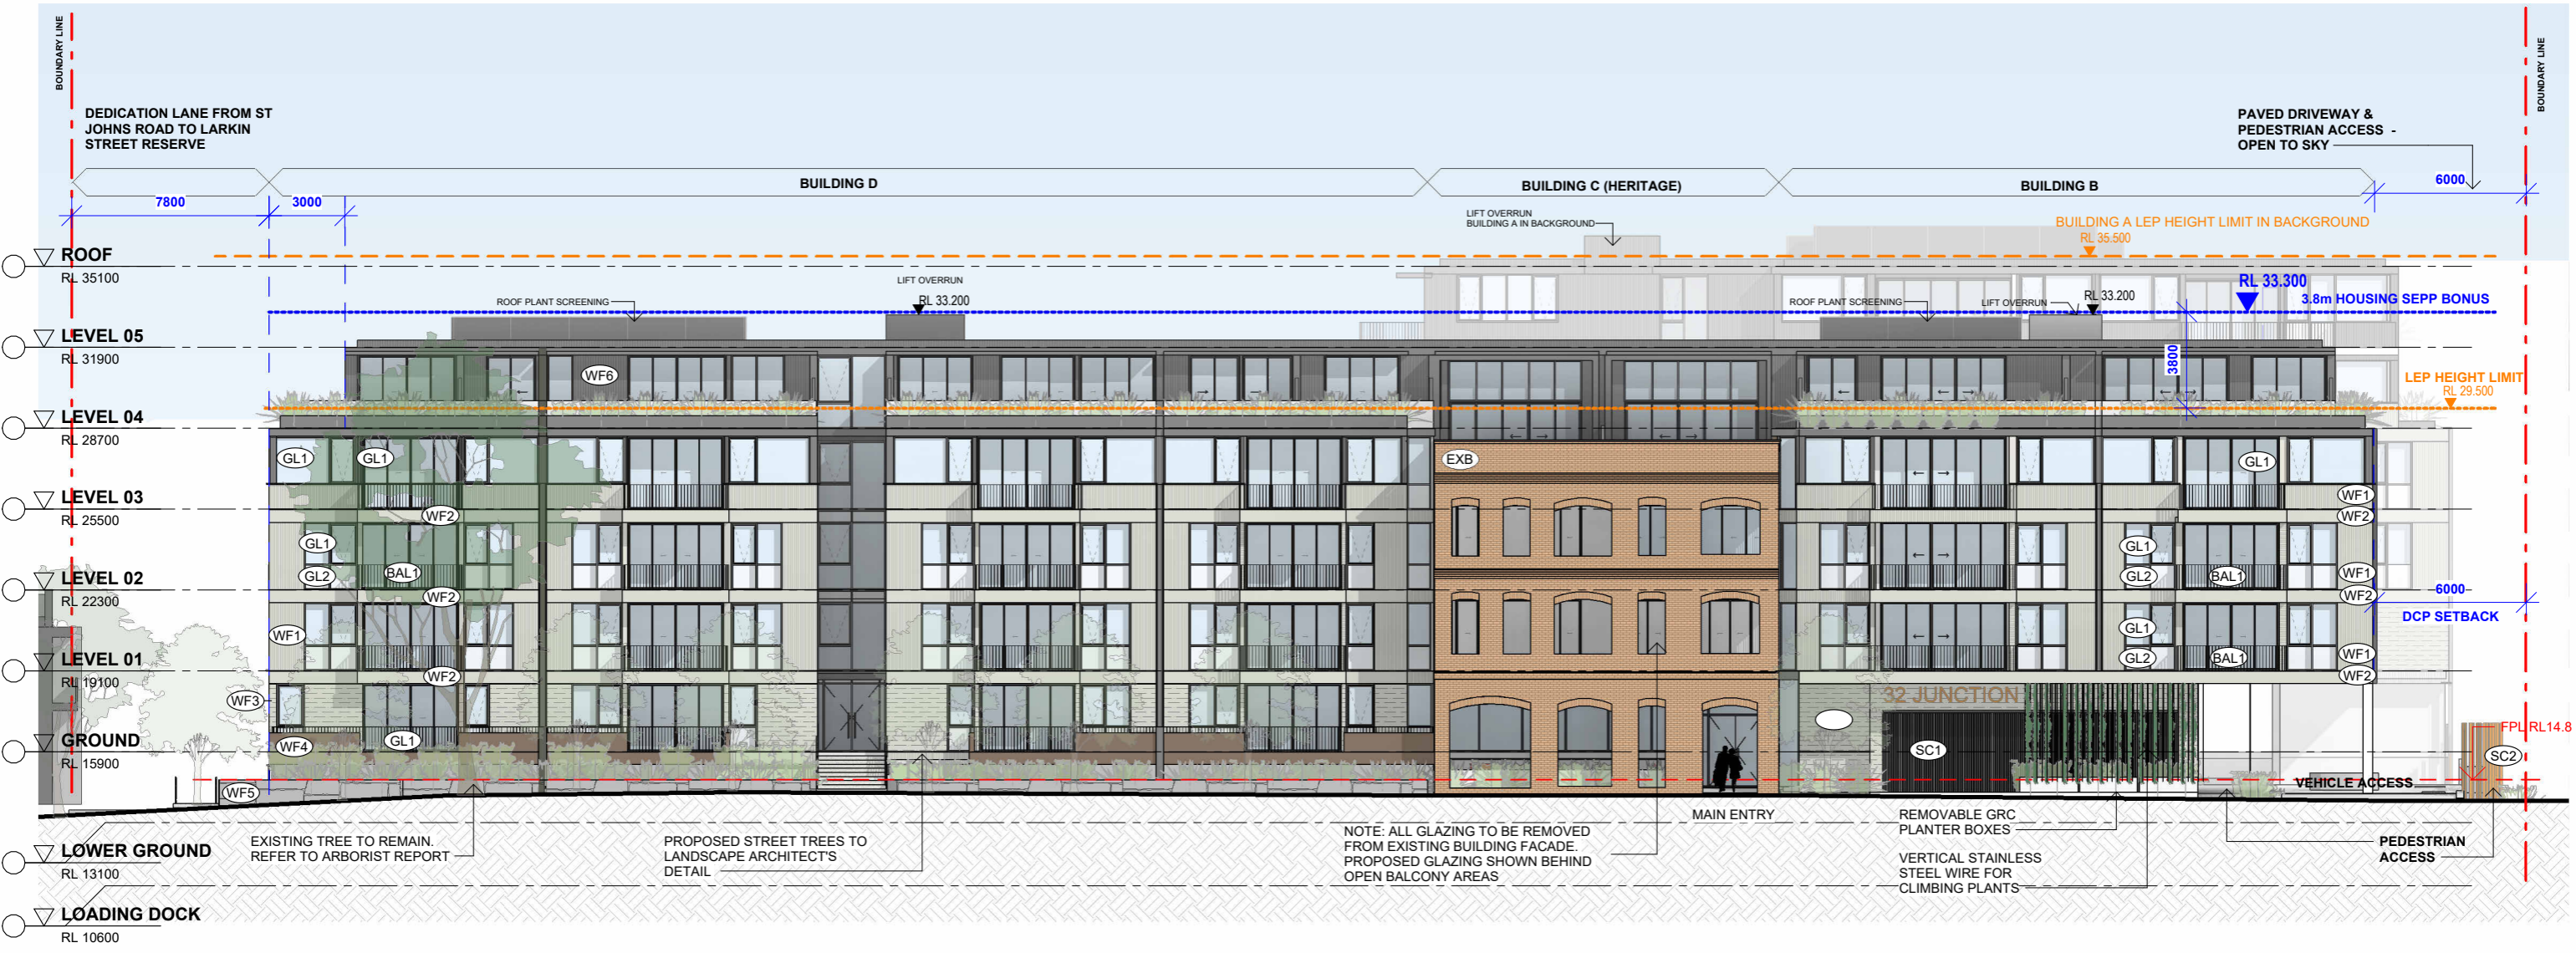 BOUNDARY LINE
BOUNDARY LINE
DEDICATION LANE FROM ST
JOHNS ROAD TO LARKIN
STREET RESERVE
PAVED DRIVEWAY &
PEDESTRIAN ACCESS -
OPEN TO SKY
BUILDING D
BUILDING C (HERITAGE)
BUILDING B
7800
3000
6000
LIFT OVERRUN
BUILDING A IN BACKGROUND
BUILDING A LEP HEIGHT LIMIT IN BACKGROUND
RL 35.500
ROOF
RL 35100
LIFT OVERRUN
RL 33.200
ROOF PLANT SCREENING
ROOF PLANT SCREENING
LIFT OVERRUN
RL 33.200
RL 33.300
3.8m HOUSING SEPP BONUS
LEVEL 05
RL 31900
3800
WF6
LEP HEIGHT LIMIT
RL 29.500
LEVEL 04
RL 28700
GL1
GL1
EXB
GL1
LEVEL 03
RL 25500
WF1
WF2
WF2
GL1
GL1
GL2
BAL1
GL2
BAL1
WF1
LEVEL 02
RL 22300
WF2
WF2
6000
DCP SETBACK
WF1
GL1
LEVEL 01
RL 19100
GL2
BAL1
WF1
WF2
WF2
WF3
32 JUNCTION
FPL RL14.8
GROUND
RL 15900
WF4
GL1
SC1
SC2
WF5
VEHICLE ACCESS
EXISTING TREE TO REMAIN.
REFER TO ARBORIST REPORT
PROPOSED STREET TREES TO
LANDSCAPE ARCHITECT'S
DETAIL
NOTE: ALL GLAZING TO BE REMOVED
FROM EXISTING BUILDING FACADE.
PROPOSED GLAZING SHOWN BEHIND
OPEN BALCONY AREAS
MAIN ENTRY
REMOVABLE GRC
PLANTER BOXES
VERTICAL STAINLESS
STEEL WIRE FOR
CLIMBING PLANTS
PEDESTRIAN
ACCESS
LOWER GROUND
RL 13100
LOADING DOCK
RL 10600